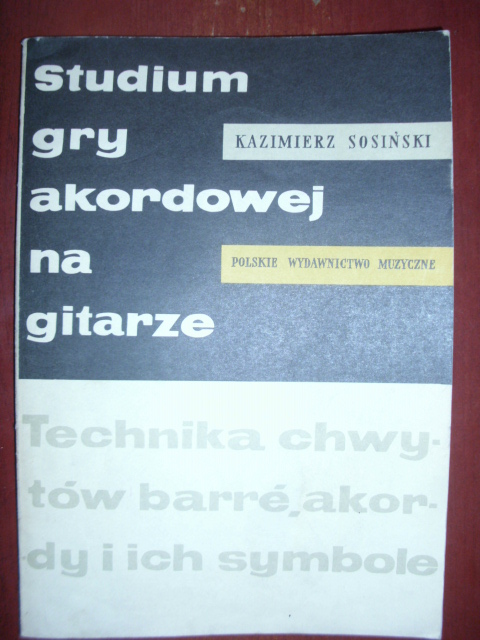 Studium
gry
KAZIMIERZ SOSIŃSKI
akordowej
na
POLSKIE WYDAWNICTWO MUZYCZNE
gitarze
Technika chwy-
tów barré, akor-
dy i ich symbole